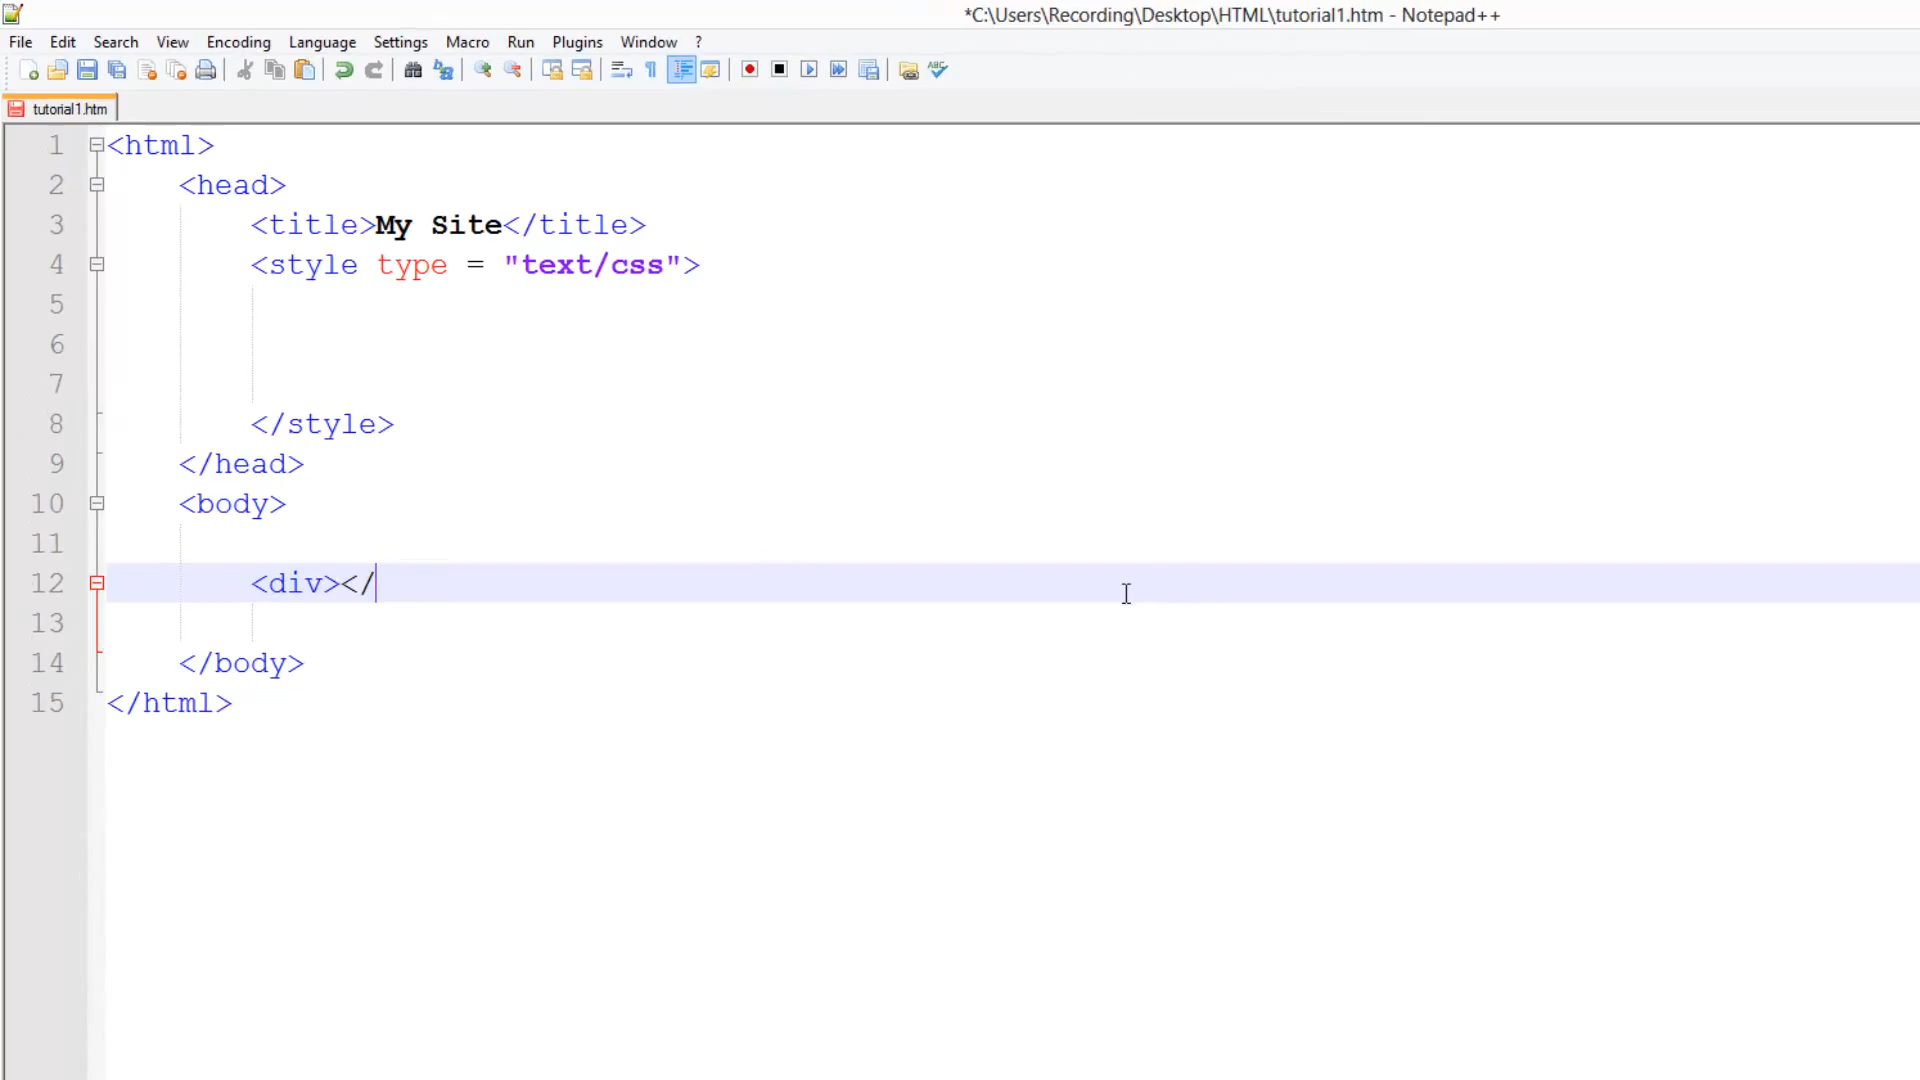 *C:\Users\Recording\Desktop\HTML\tutorial1.htm - Notepad++
File Edit Search View Encoding Language Settings Macro Run Plugins Window ?
ABC
tutorial1.htm
1 <html>
2 <head>
3 <title>My Site</title>
4 <style type = "text/css">
5
6
7
8 </style>
9 </head>
10 <body>
11
12 <div></
13
14 </body>
15 </html>